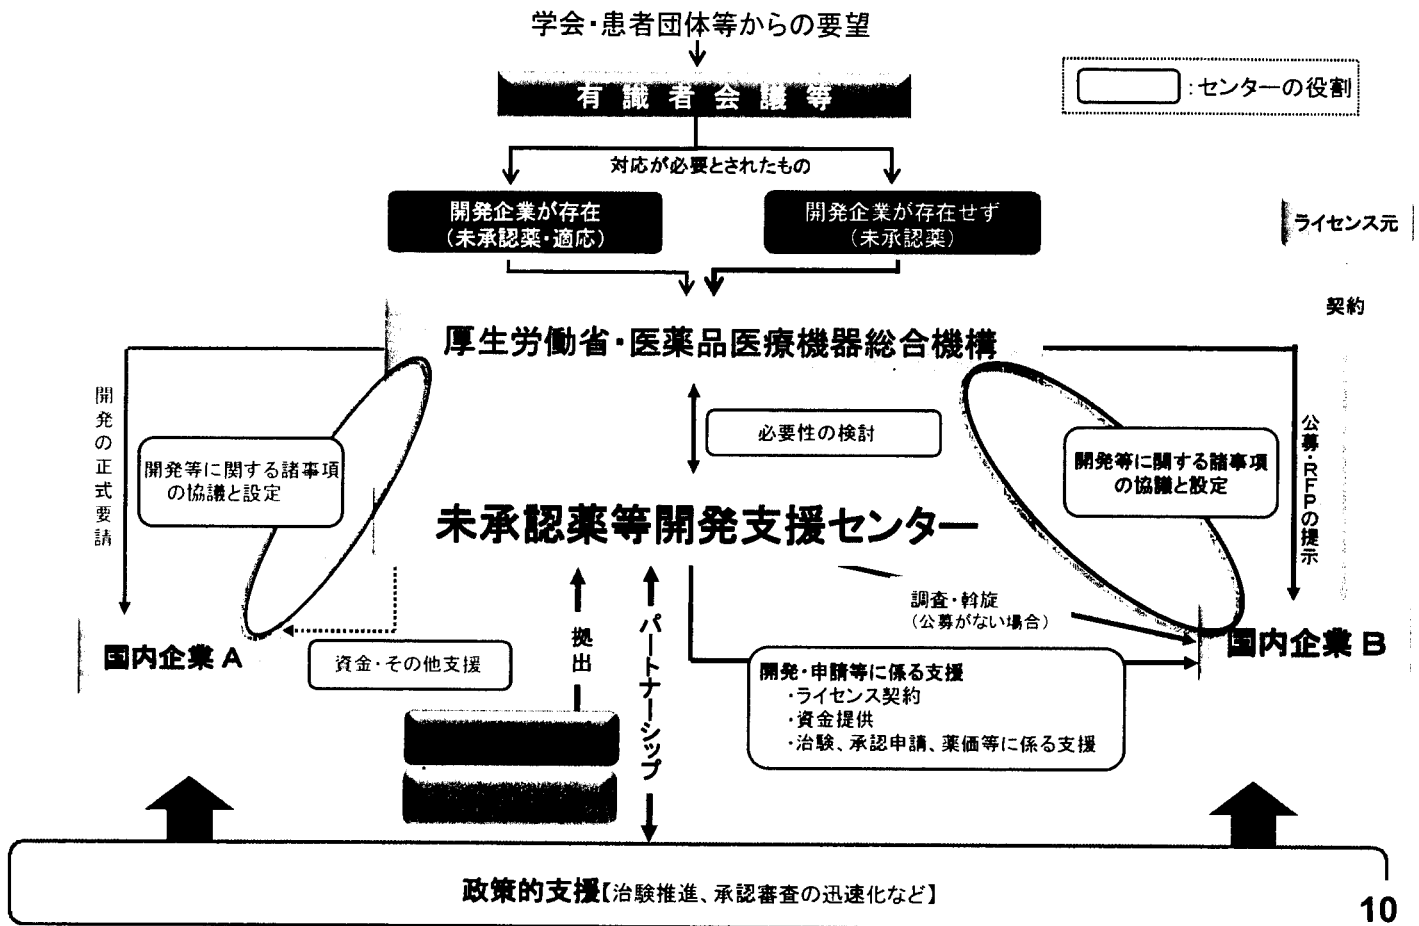 学会・患者団体等からの要望
有識者会議等
:センターの役割
対応が必要とされたもの
開発企業が存在
(未承認薬・適応)
開発企業が存在せず
(未承認薬)
ライセンス元
契約
厚生労働省・医薬品医療機器総合機構
開発の正式要請
必要性の検討
開発等に関する諸事項
の協議と設定
開発等に関する諸事項
の協議と設定
公募・RFPの提示
未承認薬等開発支援センター
調査・斡旋
(公募がない場合)
国内企業A
資金・その他支援
拠出
パートナーシップ
国内企業B
開発・申請等に係る支援
・ライセンス契約
・資金提供
・治験、承認申請、薬価等に係る支援
政策的支援【治験推進、承認審査の迅速化など】
10